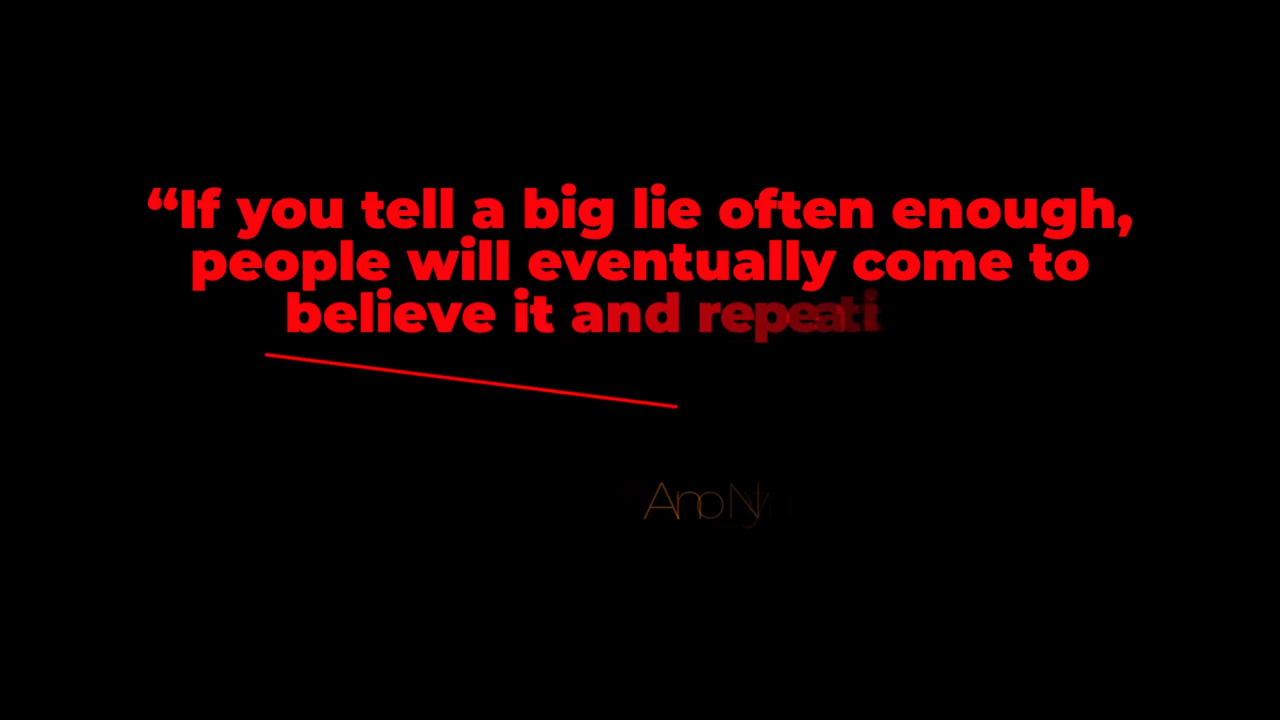 “If you tell a big lie often enough,
people will eventually come to
believe it and